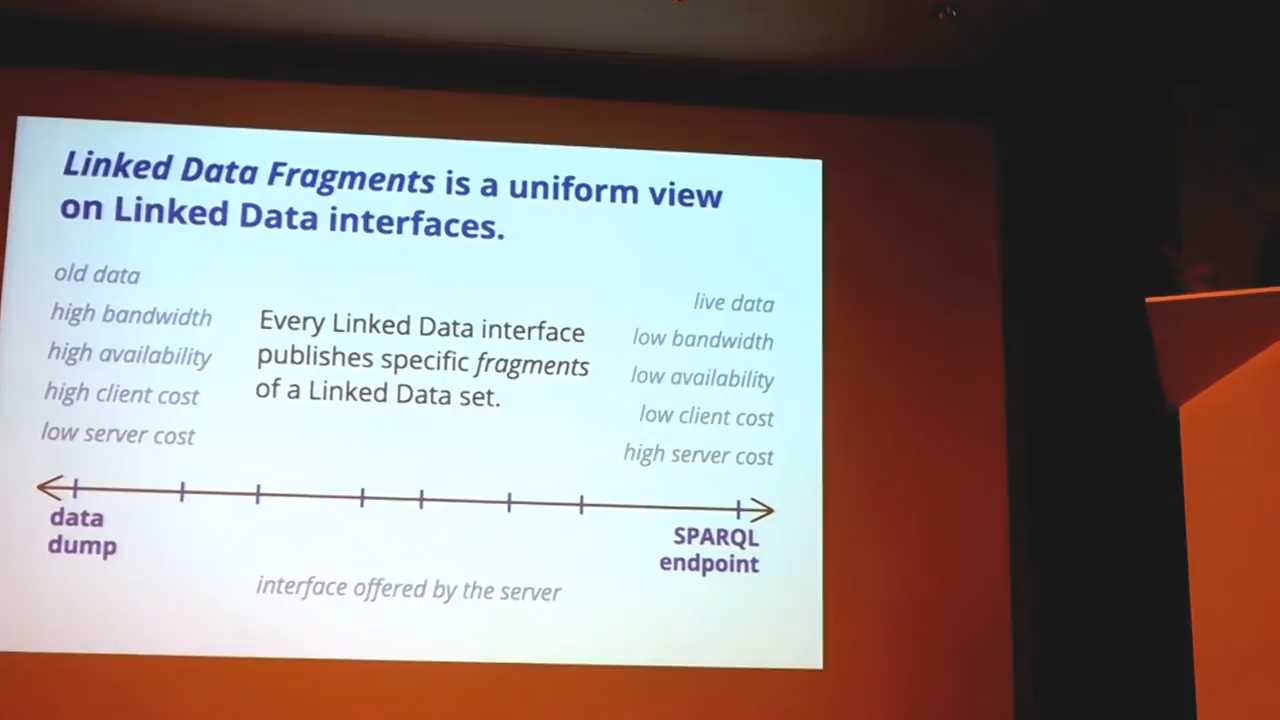 Linked Data Fragments is a uniform view
on Linked Data interfaces.
old data
high bandwidth
high availability
high client cost
low server cost
Every Linked Data interface
publishes specific fragments
of a Linked Data set.
live data
low bandwidth
low availability
low client cost
high server cost
data
dump
SPARQL
endpoint
interface offered by the server